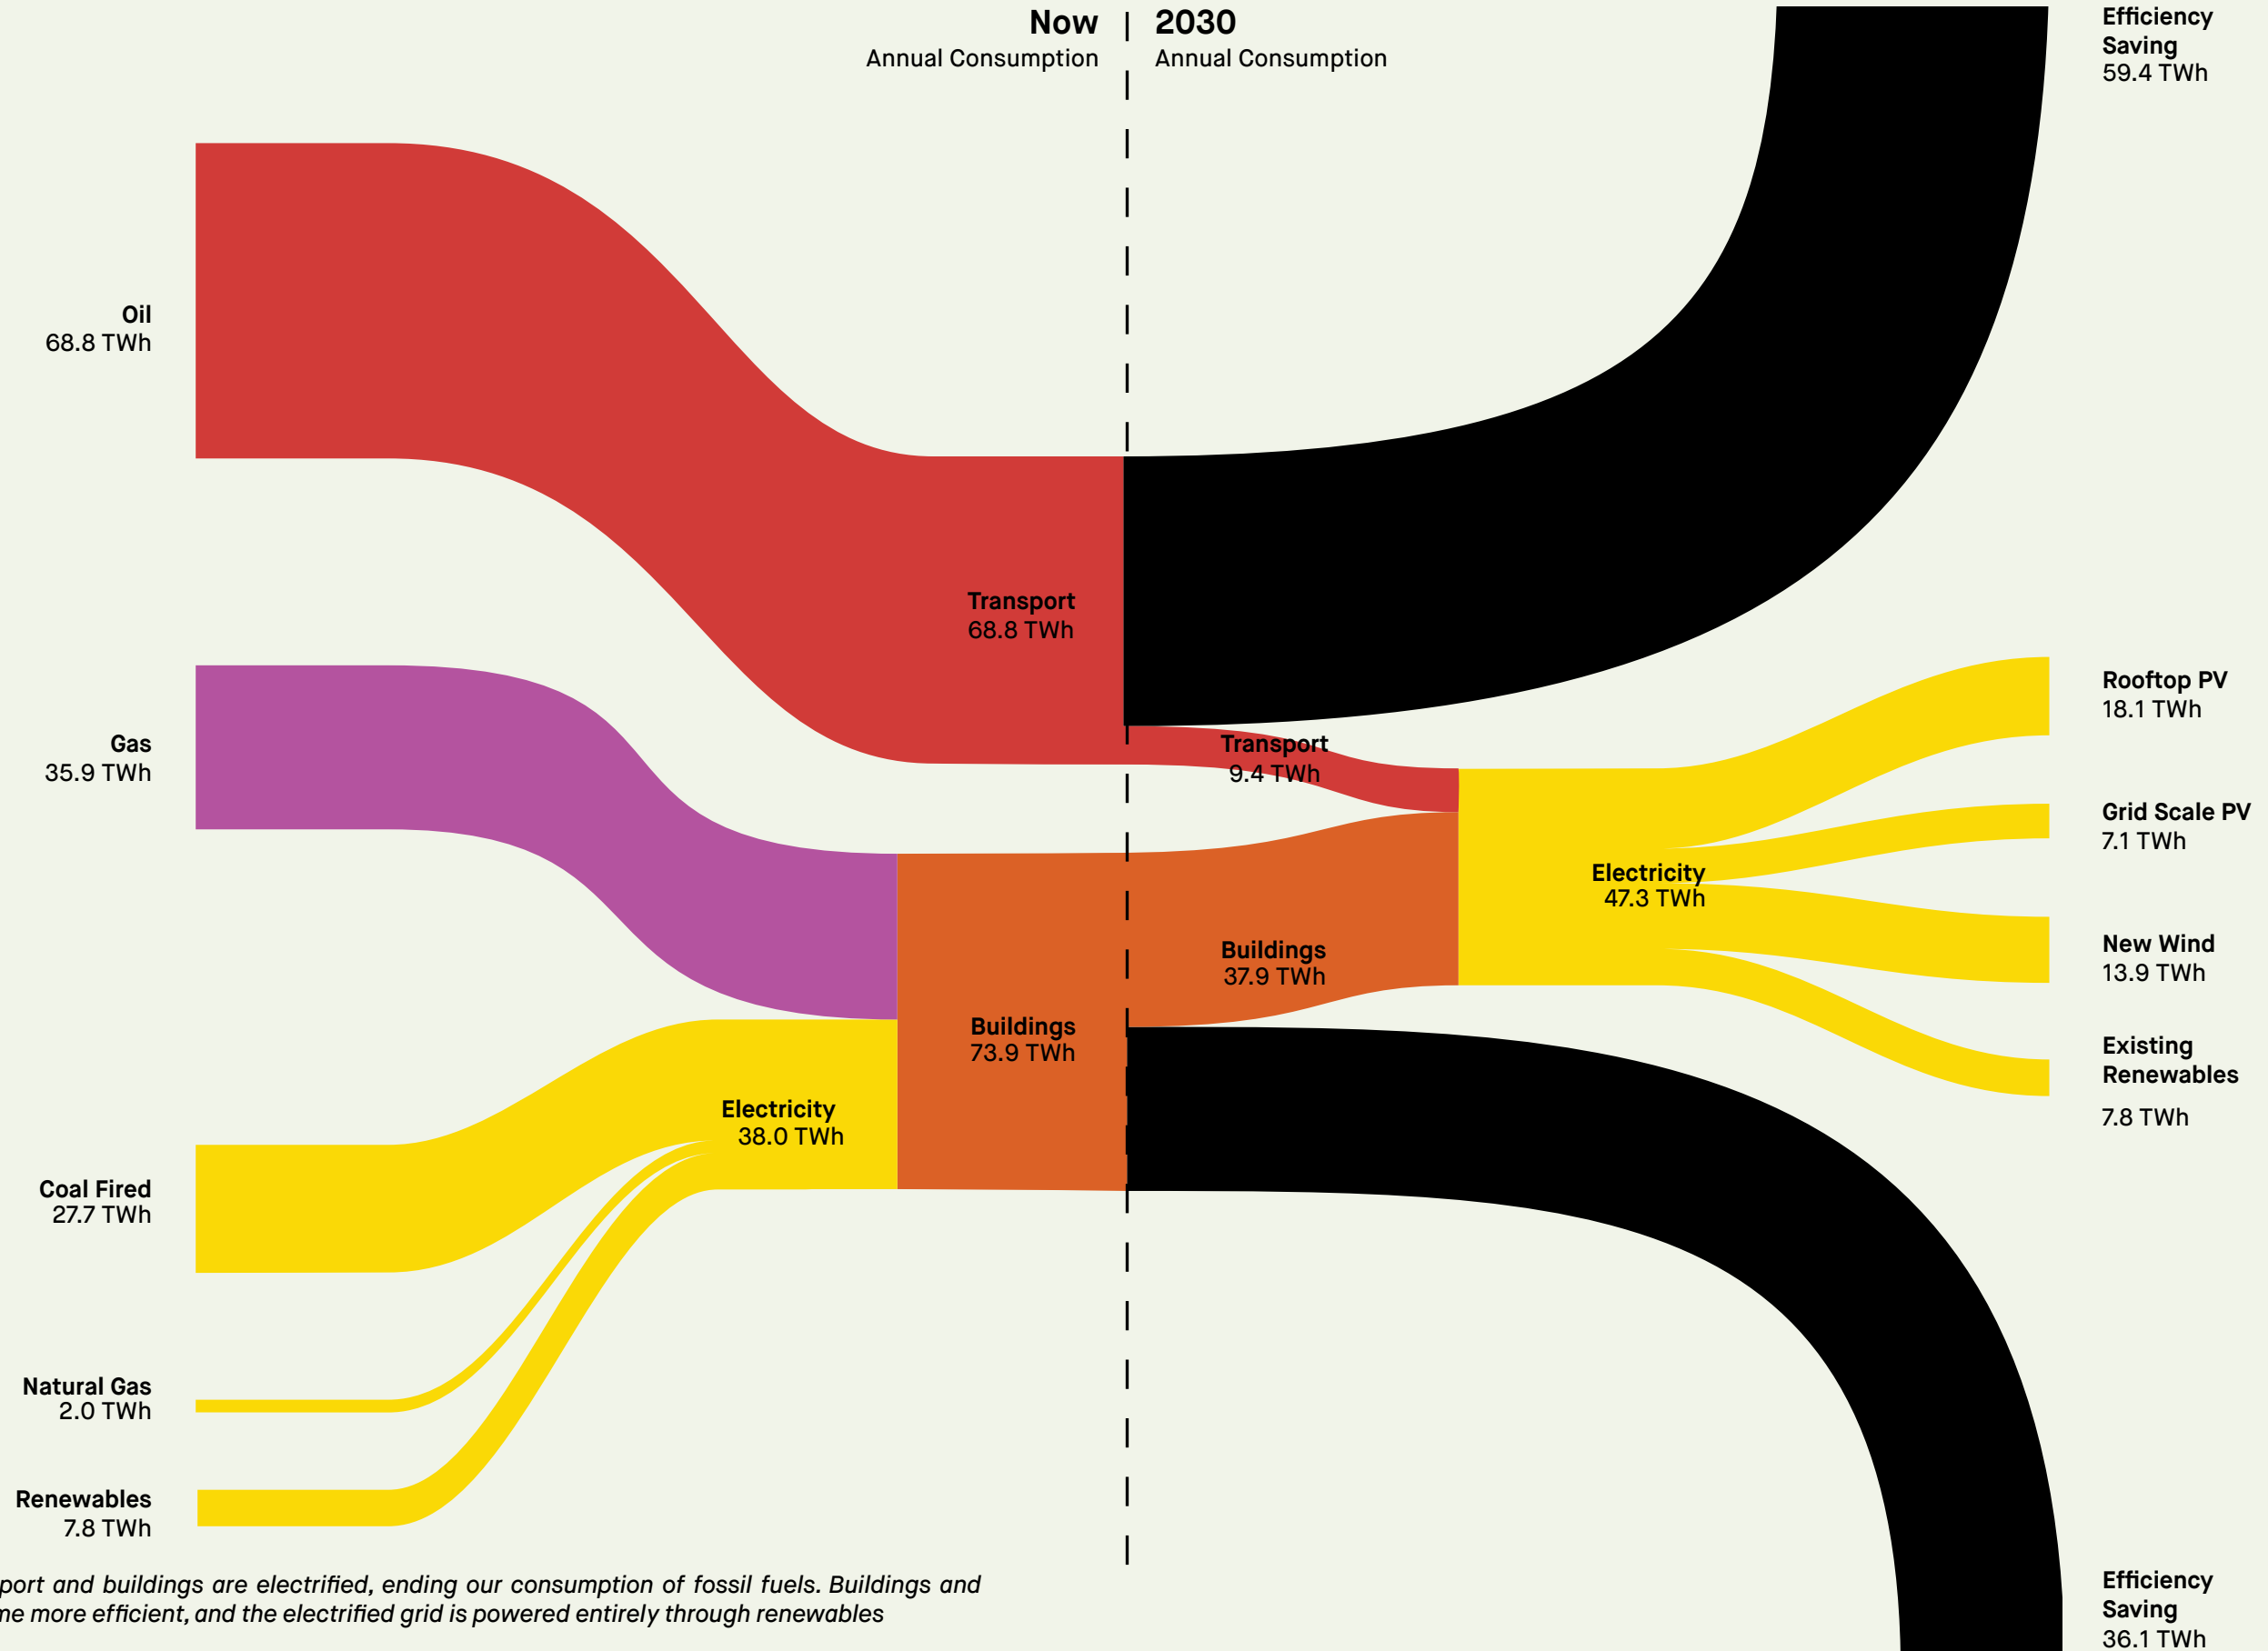 Now
Annual Consumption
2030
Annual Consumption
Efficiency
Saving
59.4 TWh
Oil
68.8 TWh
Transport
68.8 TWh
Gas
35.9 TWh
Transport
9.4 TWh
Rooftop PV
18.1 TWh
Grid Scale PV
7.1 TWh
Electricity
47.3 TWh
New Wind
13.9 TWh
Buildings
37.9 TWh
Buildings
73.9 TWh
Existing
Renewables
7.8 TWh
Electricity
38.0 TWh
Coal Fired
27.7 TWh
Natural Gas
2.0 TWh
Renewables
7.8 TWh
port and buildings are electrified, ending our consumption of fossil fuels. Buildings and
me more efficient, and the electrified grid is powered entirely through renewables
Efficiency
Saving
36.1 TWh